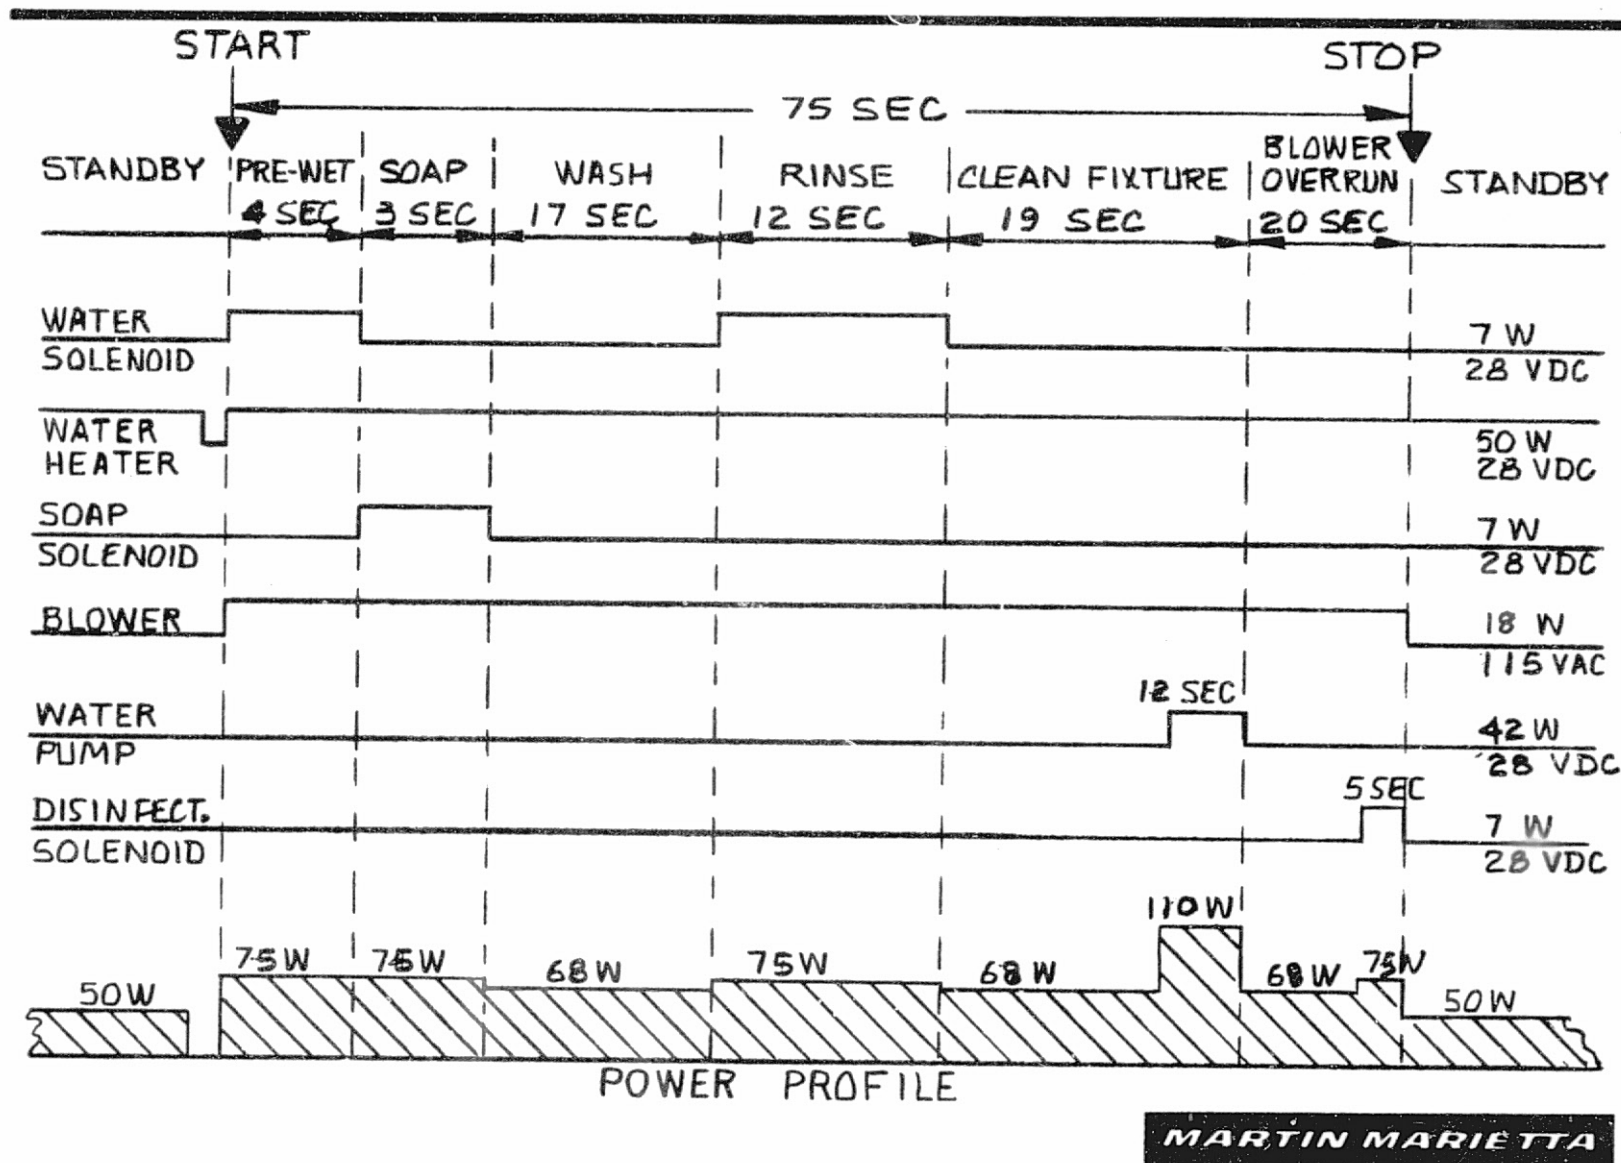 START
STOP
75 SEC
STANDBY
PRE-WET
4 SEC
SOAP
3 SEC
WASH
17 SEC
RINSE
12 SEC
CLEAN FIXTURE
19 SEC
BLOWER
OVERRUN
20 SEC
STANDBY
WATER
SOLENOID
7 W
28 VDC
WATER
HEATER
50 W
28 VDC
SOAP
SOLENOID
7 W
28 VDC
BLOWER
18 W
115 VAC
12 SEC
WATER
PUMP
42 W
28 VDC
5 SEC
DISINFECT.
SOLENOID
7 W
28 VDC
50 W
75 W
75 W
68 W
75 W
68 W
110 W
68 W
75W
50 W
POWER PROFILE
MARTIN MARIETTA